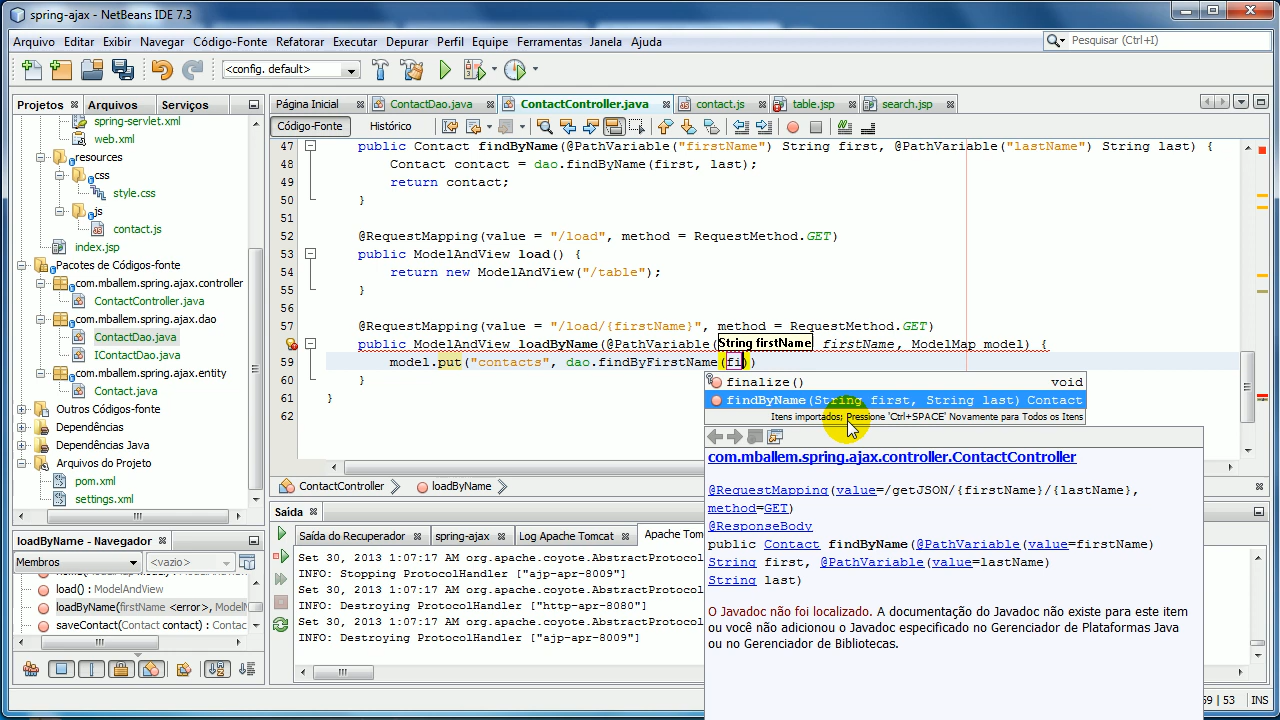 spring-ajax - NetBeans IDE 7.3
Arquivo Editar Exibir Navegar Código-Fonte Refatorar Executar Depurar Perfil Equipe Ferramentas Janela Ajuda
Pesquisar (Ctrl+I)
<config. default>
Projetos Arquivos Serviços
Página Inicial ContactDao.java ContactController.java contact.js table.jsp search.jsp
Código-Fonte Histórico
spring-servlet.xml
web.xml
resources
css
style.css
js
contact.js
index.jsp
Pacotes de Códigos-fonte
com.mballem.spring.ajax.controller
ContactController.java
com.mballem.spring.ajax.dao
ContactDao.java
IContactDao.java
com.mballem.spring.ajax.entity
Contact.java
Outros Códigos-fonte
Dependências
Dependências Java
Arquivos do Projeto
pom.xml
settings.xml
47 public Contact findByName(@PathVariable("firstName") String first, @PathVariable("lastName") String last) {
48 Contact contact = dao.findByName(first, last);
49 return contact;
50 }
51
52 @RequestMapping(value = "/load", method = RequestMethod.GET)
53 public ModelAndView load() {
54 return new ModelAndView("/table");
55 }
56
57 @RequestMapping(value = "/load/{firstName}", method = RequestMethod.GET)
public ModelAndView loadByName(@PathVariable( String firstName firstName, ModelMap model) {
59 model.put("contacts", dao.findByFirstName(fi))
60 }
61 }
62
finalize() void
findByName(String first, String last) Contact
Itens importados; Pressione 'Ctrl+SPACE' Novamente para Todos os Itens
com.mballem.spring.ajax.controller.ContactController
@RequestMapping(value=/getJSON/{firstName}/{lastName},
method=GET)
@ResponseBody
public Contact findByName(@PathVariable(value=firstName)
String first, @PathVariable(value=lastName)
String last)
O Javadoc não foi localizado. A documentação do Javadoc não existe para este item
ou você não adicionou o Javadoc especificado no Gerenciador de Plataformas Java
ou no Gerenciador de Bibliotecas.
ContactController loadByName
loadByName - Navegador
Membros <vazio>
load() : ModelAndView
loadByName(firstName <error>, ModelM
saveContact(Contact contact) : Contac
Saída
Saída do Recuperador spring-ajax Log Apache Tomcat Apache Tom
Set 30, 2013 1:07:17 AM org.apache.coyote.AbstractProtocol
INFO: Stopping ProtocolHandler ["ajp-apr-8009"]
Set 30, 2013 1:07:17 AM org.apache.coyote.AbstractProtocol
INFO: Destroying ProtocolHandler ["http-apr-8080"]
Set 30, 2013 1:07:17 AM org.apache.coyote.AbstractProtocol
INFO: Destroying ProtocolHandler ["ajp-apr-8009"]
59 | 53 INS